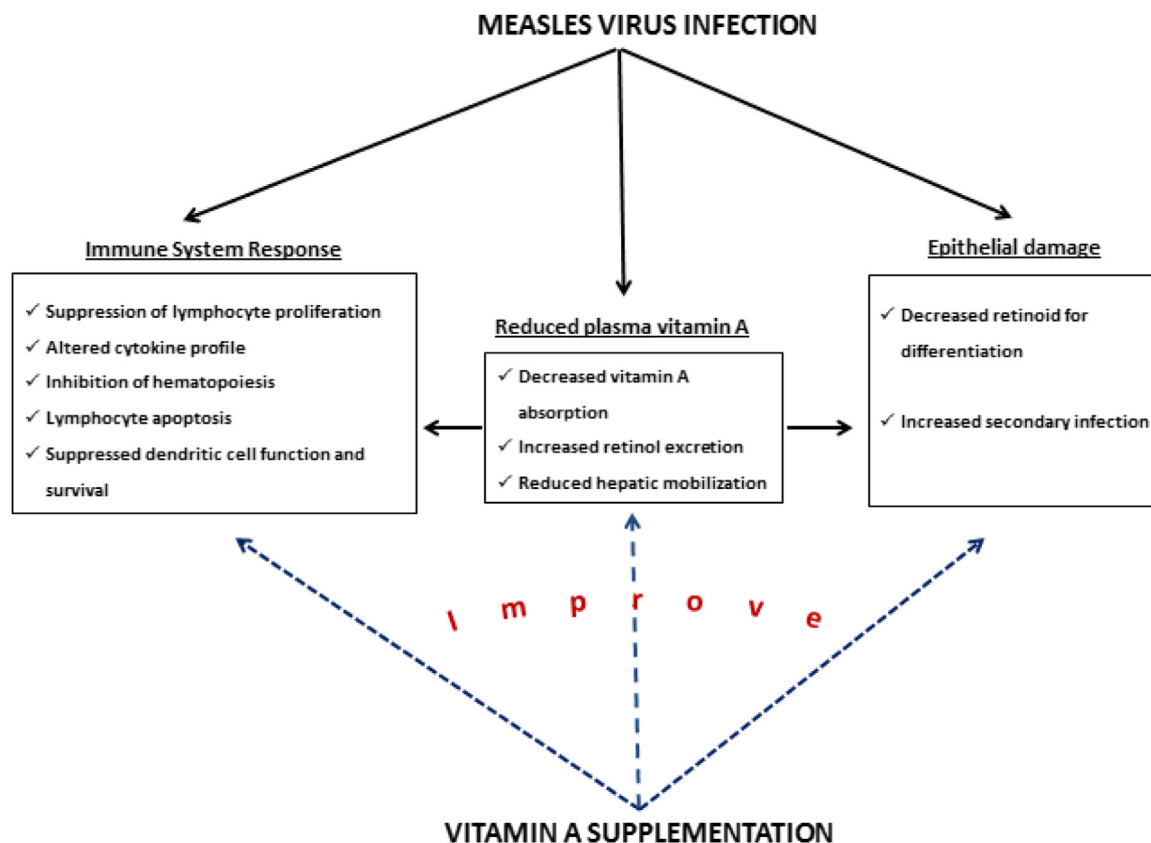 MEASLES VIRUS INFECTION
Immune System Response
✓ Suppression of lymphocyte proliferation
✓ Altered cytokine profile
✓ Inhibition of hematopoiesis
✓ Lymphocyte apoptosis
✓ Suppressed dendritic cell function and
survival
Reduced plasma vitamin A
✓ Decreased vitamin A
absorption
✓ Increased retinol excretion
✓ Reduced hepatic mobilization
Epithelial damage
✓ Decreased retinoid for
differentiation
✓ Increased secondary infection
Improve
VITAMIN A SUPPLEMENTATION